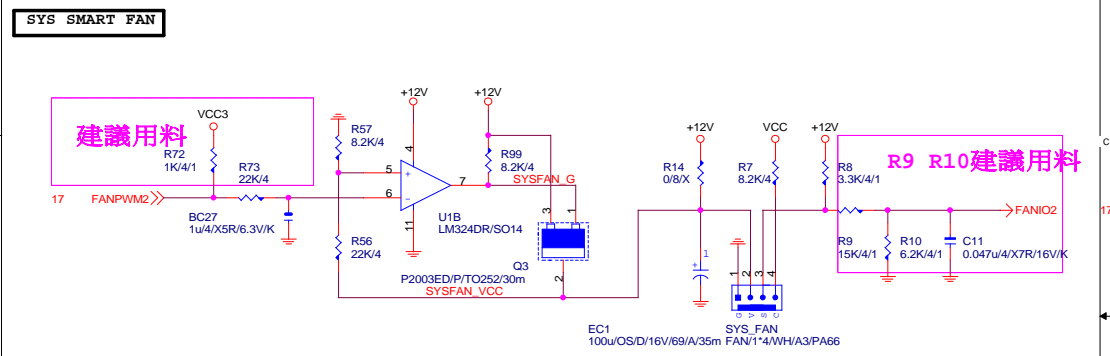 SYS SMART FAN
建議用料
VCC3
R72
1K/4/1
R73
22K/4
17 FANPWM2
BC27
1u/4/X5R/6.3V/K
R57
8.2K/4
+12V
4
5
+
6
-
7
11
U1B
LM324DR/SO14
R56
22K/4
+12V
R99
8.2K/4
SYSFAN_G
3
1
Q3
2
P2003ED/P/TO252/30m
SYSFAN_VCC
+12V
R14
0/8/X
VCC
R7
8.2K/4
+12V
R8
3.3K/4/1
R9 R10建議用料
FANIO2
17
R9
15K/4/1
R10
6.2K/4/1
C11
0.047u/4/X7R/16V/K
+
1
EC1
100u/OS/D/16V/69/A/35m
1
2
3
4
G
V
S
C
SYS_FAN
FAN/1*4/WH/A3/PA66
C